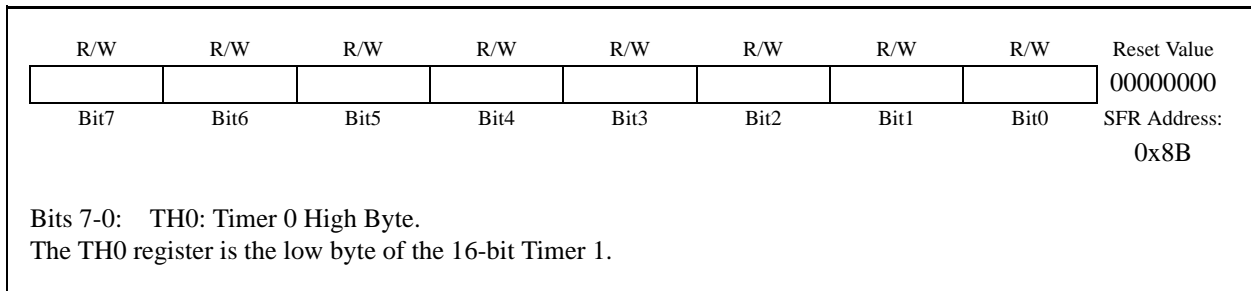 R/W R/W R/W R/W R/W R/W R/W R/W Reset Value
00000000
Bit7 Bit6 Bit5 Bit4 Bit3 Bit2 Bit1 Bit0 SFR Address:
0x8B
Bits 7-0: TH0: Timer 0 High Byte.
The TH0 register is the low byte of the 16-bit Timer 1.